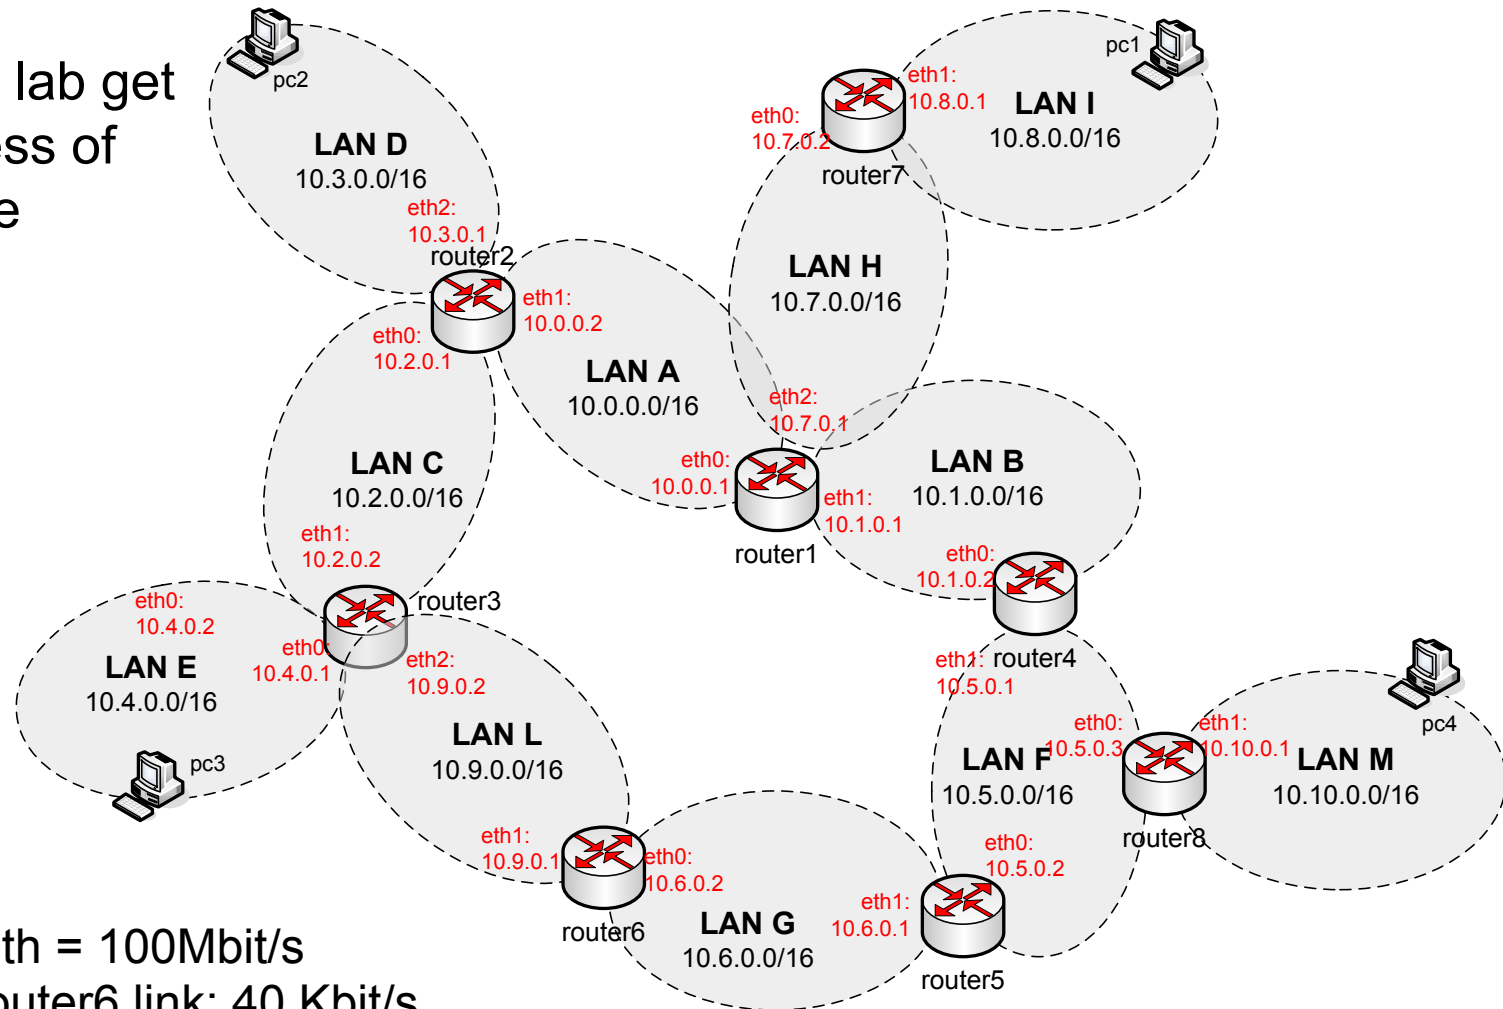 lab get
ess of
e
pc2
LAN D
10.3.0.0/16
eth2:
10.3.0.1
router2
eth1:
10.0.0.2
eth0:
10.2.0.1
pc1
eth1:
10.8.0.1
LAN I
10.8.0.0/16
eth0:
10.7.0.2
router7
LAN H
10.7.0.0/16
LAN A
10.0.0.0/16
eth2:
10.7.0.1
eth0:
10.0.0.1
eth1:
10.1.0.1
router1
LAN B
10.1.0.0/16
eth0:
10.1.0.2
router4
eth1:
10.5.0.1
LAN C
10.2.0.0/16
eth1:
10.2.0.2
router3
eth0:
10.4.0.2
eth0:
10.4.0.1
LAN E
10.4.0.0/16
pc3
eth2:
10.9.0.2
LAN L
10.9.0.0/16
eth1:
10.9.0.1
eth0:
10.6.0.2
router6
LAN G
10.6.0.0/16
eth1:
10.6.0.1
router5
eth0:
10.5.0.2
LAN F
10.5.0.0/16
eth0:
10.5.0.3
router8
eth1:
10.10.0.1
LAN M
10.10.0.0/16
pc4
th = 100Mbit/s
outer6 link: 40 Kbit/s